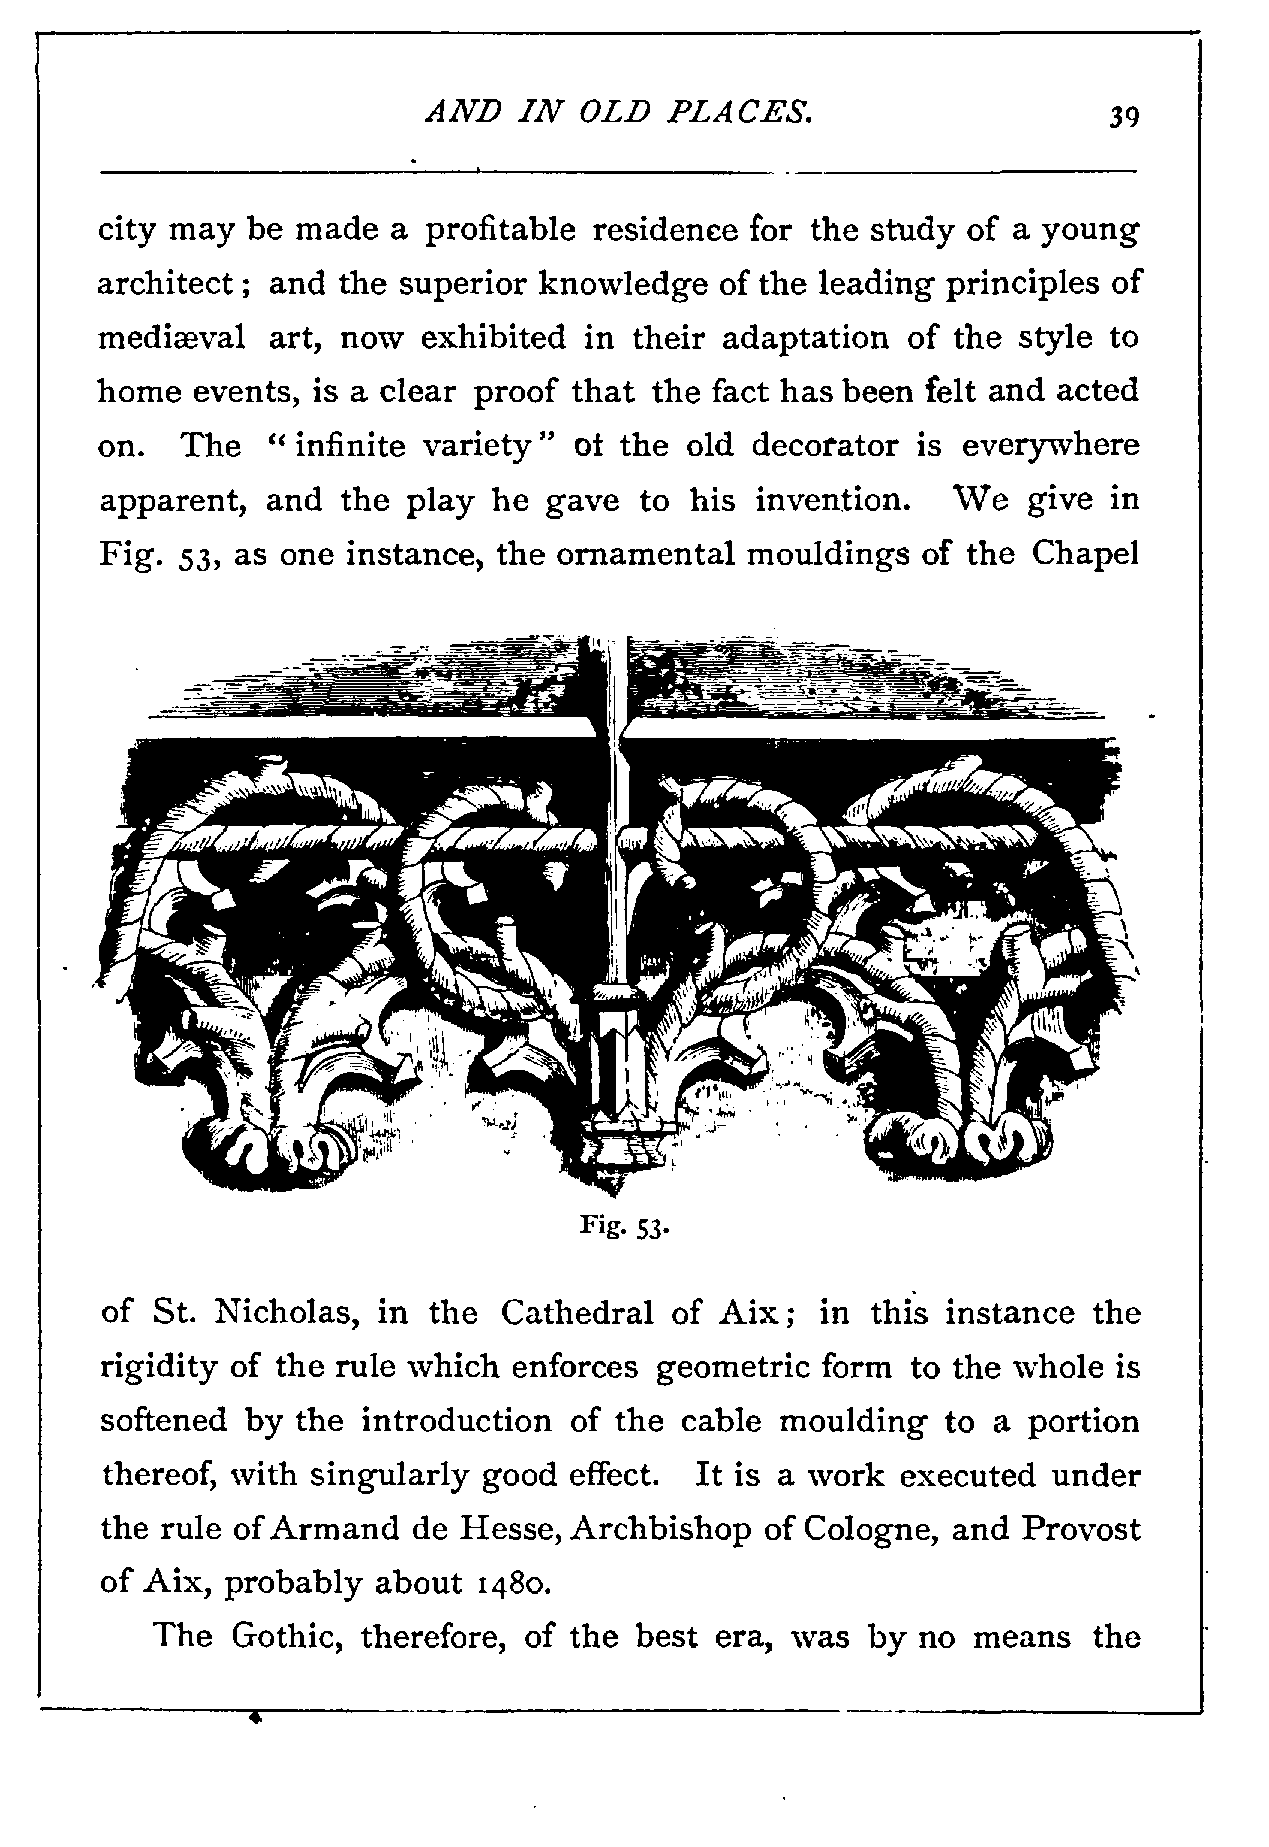 AND IN OLD PLACES. 39
city may be made a profitable residence for the study of a young
architect ; and the superior knowledge of the leading principles of
mediæval art, now exhibited in their adaptation of the style to
home events, is a clear proof that the fact has been felt and acted
on. The “ infinite variety ” of the old decorator is everywhere
apparent, and the play he gave to his invention. We give in
Fig. 53, as one instance, the ornamental mouldings of the Chapel
Fig. 53.
of St. Nicholas, in the Cathedral of Aix ; in this instance the
rigidity of the rule which enforces geometric form to the whole is
softened by the introduction of the cable moulding to a portion
thereof, with singularly good effect. It is a work executed under
the rule of Armand de Hesse, Archbishop of Cologne, and Provost
of Aix, probably about 1480.
The Gothic, therefore, of the best era, was by no means the